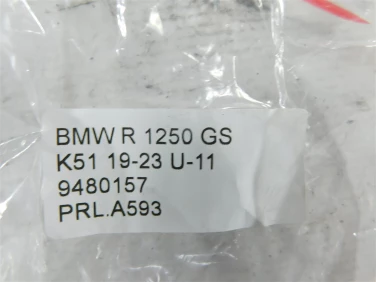 BMW R 1250 GS
K51 19-23 U-11
9480157
PRL.A593